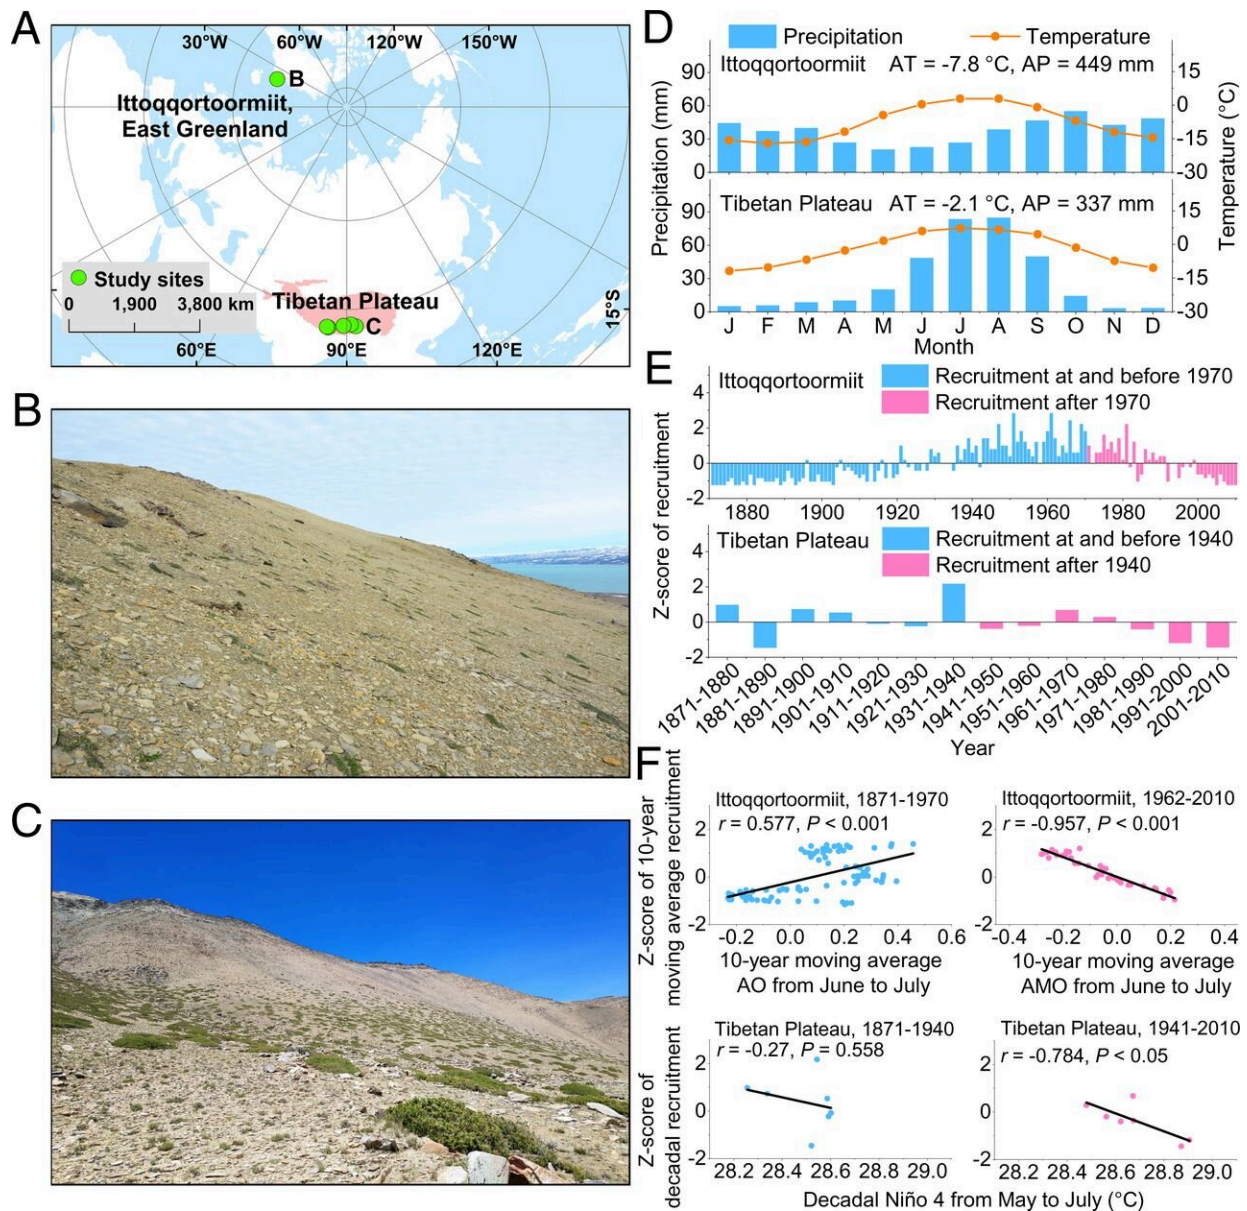 A
30°W 60°W 120°W 150°W
B
Ittoqqortoormiit,
East Greenland
Study sites
0 1,900 3,800 km
Tibetan Plateau
C
15°S
60°E 90°E 120°E
B
C
D
Precipitation Temperature
Ittoqqortoormiit AT = -7.8 °C, AP = 449 mm
90
60
30
0
15
0
-15
-30
Tibetan Plateau AT = -2.1 °C, AP = 337 mm
90
60
30
0
15
0
-15
-30
Precipitation (mm)
Temperature (°C)
J F M A M J J A S O N D
Month
E
Ittoqqortoormiit
Recruitment at and before 1970
Recruitment after 1970
4
2
0
-2
1880 1900 1920 1940 1960 1980 2000
Tibetan Plateau
Recruitment at and before 1940
Recruitment after 1940
4
2
0
-2
Z-score of recruitment
1871-1880 1881-1890 1891-1900 1901-1910 1911-1920 1921-1930 1931-1940 1941-1950 1951-1960 1961-1970 1971-1980 1981-1990 1991-2000 2001-2010
Year
F
Z-score of 10-year
moving average recruitment
Ittoqqortoormiit, 1871-1970
r = 0.577, P < 0.001
2
0
-2
-0.2 0.0 0.2 0.4 0.6
10-year moving average
AO from June to July
Ittoqqortoormiit, 1962-2010
r = -0.957, P < 0.001
2
0
-2
-0.4 -0.2 0.0 0.2 0.4
10-year moving average
AMO from June to July
Z-score of
decadal recruitment
Tibetan Plateau, 1871-1940
r = -0.27, P = 0.558
2
0
-2
28.2 28.4 28.6 28.8 29.0
Tibetan Plateau, 1941-2010
r = -0.784, P < 0.05
2
0
-2
28.2 28.4 28.6 28.8 29.0
Decadal Niño 4 from May to July (°C)